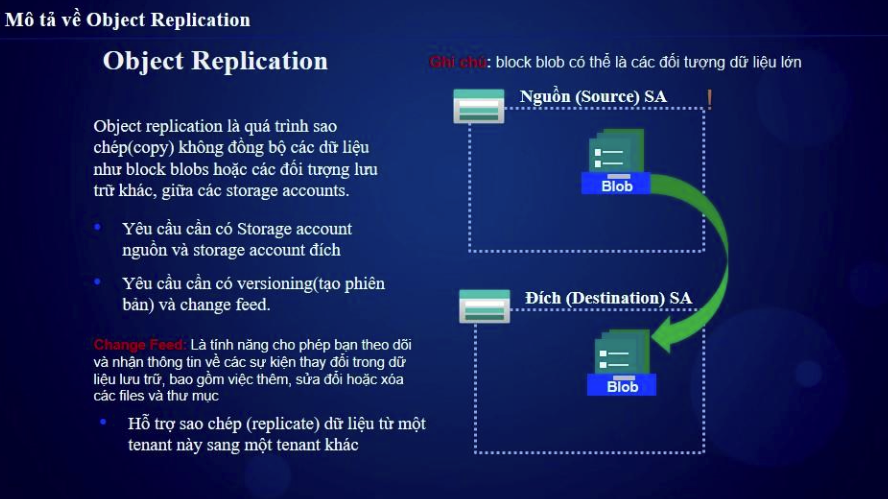 Mô tả về Object Replication
Object Replication
Ghi chú: block blob có thể là các đối tượng dữ liệu lớn
Object replication là quá trình sao
chép(copy) không đồng bộ các dữ liệu
như block blobs hoặc các đối tượng lưu
trữ khác, giữa các storage accounts.
Yêu cầu cần có Storage account
nguồn và storage account đích
Yêu cầu cần có versioning(tạo phiên
bản) và change feed.
Change Feed: Là tính năng cho phép bạn theo dõi
và nhận thông tin về các sự kiện thay đổi trong dữ
liệu lưu trữ, bao gồm việc thêm, sửa đổi hoặc xóa
các files và thư mục
Hỗ trợ sao chép (replicate) dữ liệu từ một
tenant này sang một tenant khác
Nguồn (Source) SA
!
Blob
Đích (Destination) SA
Blob